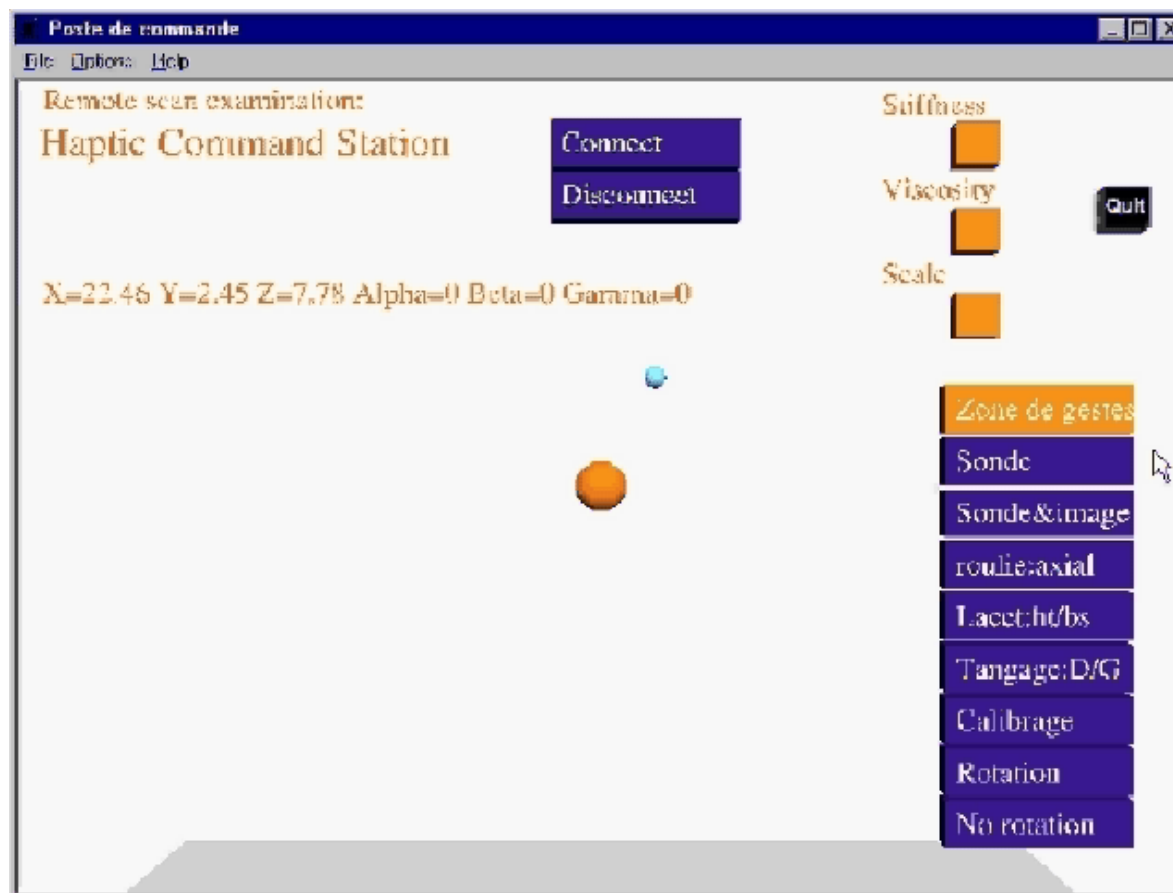 Poste de commande
File Options Help
Remote scan examination:
Haptic Command Station
Connect
Disconnect
Stiffness
Viscosity
Scale
Quit
X=22.46 Y=2.45 Z=7.78 Alpha=0 Beta=0 Gamma=0
Zone de gestes
Sonde
Sonde&image
roulie:axial
Lacet:ht/bs
Tangage:D/G
Calibrage
Rotation
No rotation